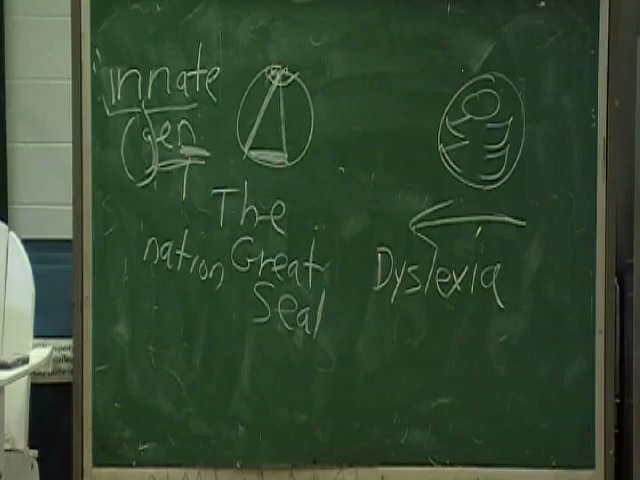 innate
gen
The
nation Great
Seal
Dyslexia